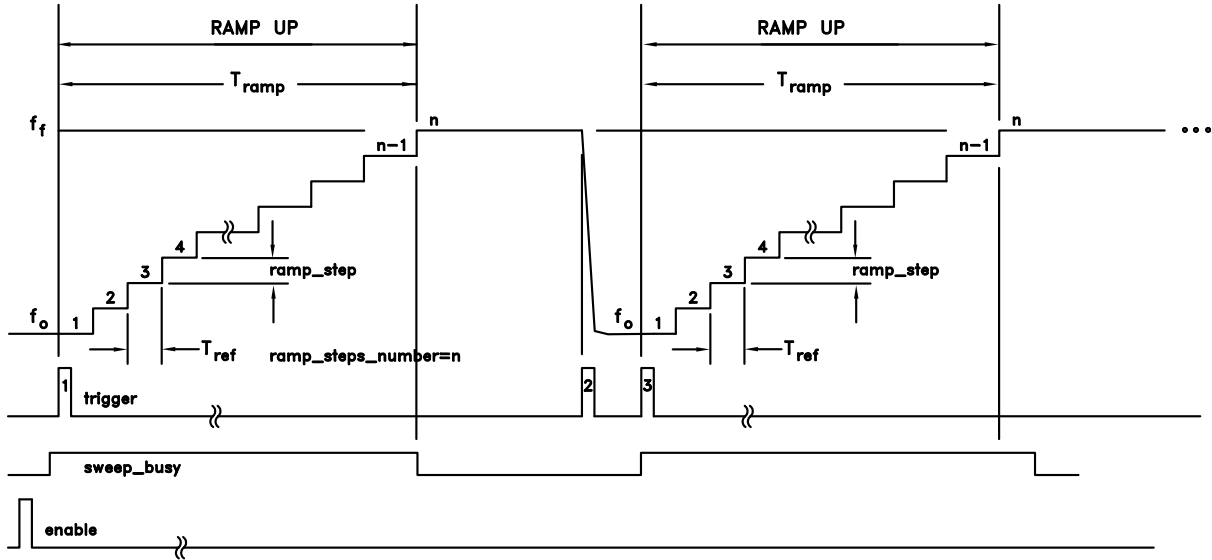 RAMP UP RAMP UP
T_ramp T_ramp
f_f n n
n-1 n-1
4 4
3 ramp_step 3 ramp_step
2 2
f_o 1 f_o 1
T_ref ramp_steps_number=n T_ref
1 trigger 2 3
sweep_busy
enable